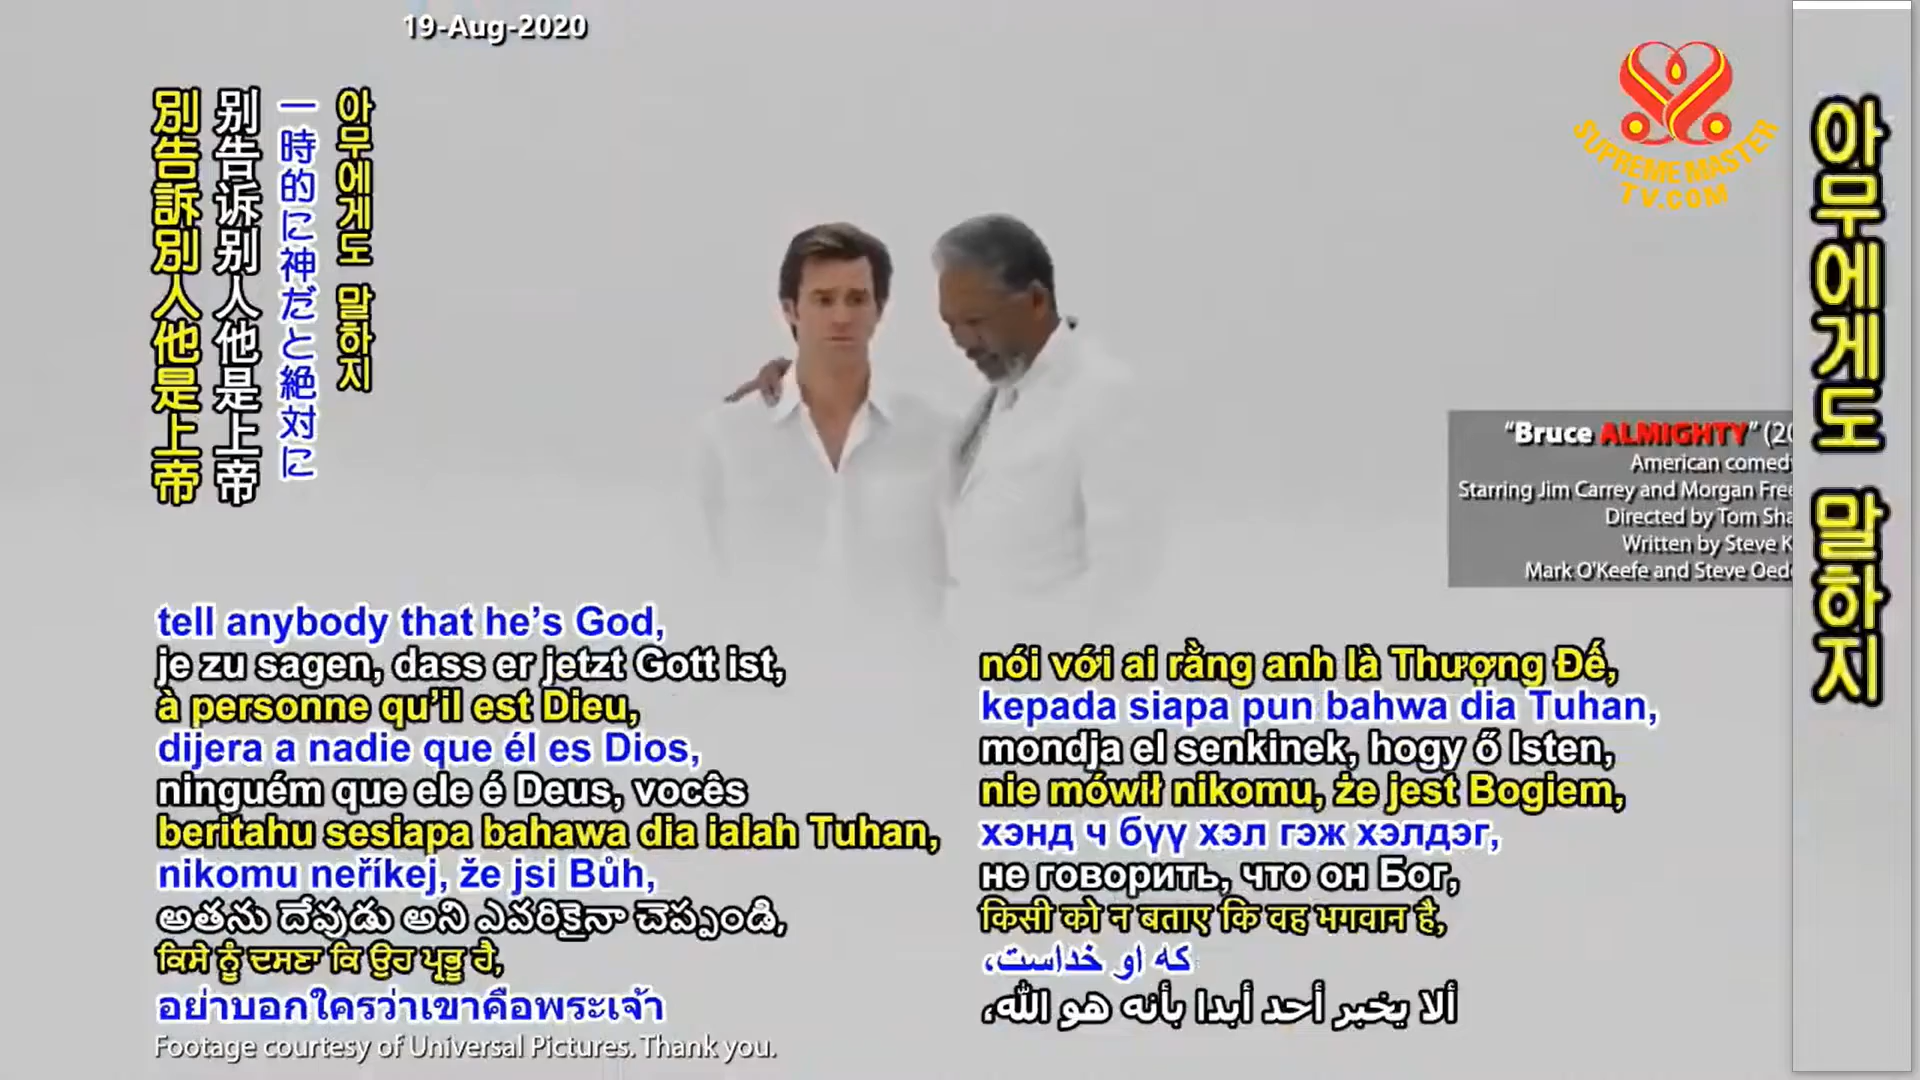 19-Aug-2020
SUPREME MASTER
TV.COM
別告訴別人他是上帝
别告诉别人他是上帝
一時的に神だと絶対に
아무에게도 말하지
아무에게도 말하지
"Bruce ALMIGHTY" (20
American comed
Starring Jim Carrey and Morgan Free
Directed by Tom Sha
Written by Steve K
Mark O'Keefe and Steve Oede
tell anybody that he's God,
je zu sagen, dass er jetzt Gott ist,
à personne qu'il est Dieu,
dijera a nadie que él es Dios,
ninguém que ele é Deus, vocês
beritahu sesiapa bahawa dia ialah Tuhan,
nikomu neříkej, že jsi Bůh,
అతను దేవుడు అని ఎవరికైనా చెప్పండి,
ਕਿਸੇ ਨੂੰ ਦਸਣਾ ਕਿ ਉਹ ਪ੍ਰਭੂ ਹੈ,
อย่าบอกใครว่าเขาคือพระเจ้า
nói với ai rằng anh là Thượng Đế,
kepada siapa pun bahwa dia Tuhan,
mondja el senkinek, hogy ő Isten,
nie mówił nikomu, że jest Bogiem,
хэнд ч бүү хэл гэж хэлдэг,
не говорить, что он Бог,
किसी को न बताए कि वह भगवान है,
که او خداست،
ألا يخبر أحد أبدا بأنه هو الله،
Footage courtesy of Universal Pictures. Thank you.